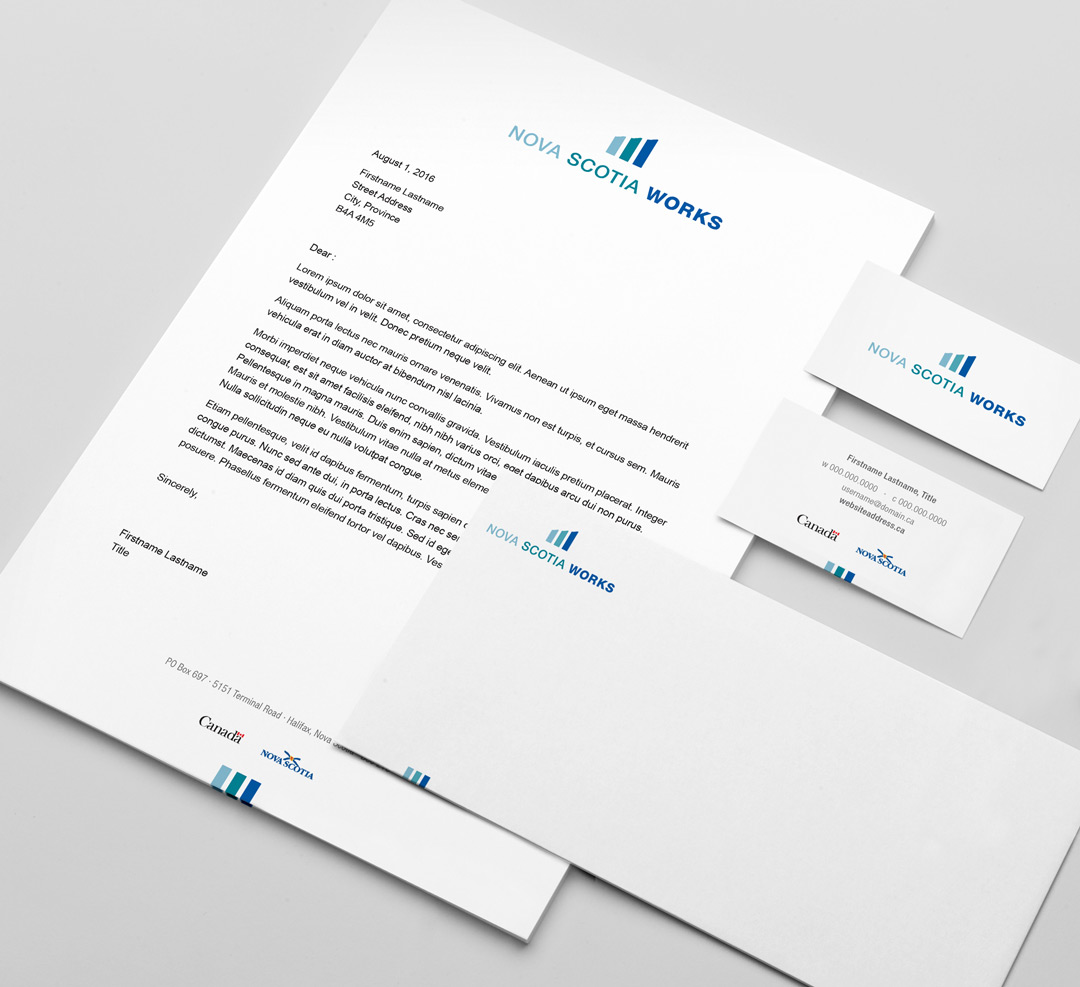 NOVA SCOTIA WORKS
August 1, 2016
Firstname Lastname
Street Address
City, Province
B4A 4M5
Dear :
Lorem ipsum dolor sit amet, consectetur adipiscing elit. Aenean ut ipsum eget massa hendrerit
vestibulum vel in velit. Donec pretium neque velit.
Aliquam porta lectus nec mauris ornare venenatis. Vivamus non est turpis, et cursus sem. Mauris
vehicula erat in diam auctor at bibendum nisl lacinia.
Morbi imperdiet neque vehicula nunc convallis gravida. Vestibulum iaculis pretium placerat. Integer
consequat, est sit amet facilisis eleifend, nibh nibh varius orci, eget dapibus arcu dui non purus.
Pellentesque in magna mauris. Duis enim sapien, dictum vitae
Mauris et molestie nibh. Vestibulum vitae nulla at metus eleme
Nulla sollicitudin neque eu nulla volutpat congue.
Etiam pellentesque, velit id dapibus fermentum, turpis sapien
congue purus. Nunc sed ante dui, in porta lectus. Cras nec se
dictumst. Maecenas id diam quis dui porta tristique. Sed id ege
posuere. Phasellus fermentum eleifend tortor vel dapibus. Ves
Sincerely,
Firstname Lastname
Title
PO Box 697 · 5151 Terminal Road · Halifax, Nova
Canada
NOVA SCOTIA
NOVA SCOTIA WORKS
NOVA SCOTIA WORKS
Firstname Lastname, Title
w 000.000.0000 · c 000.000.0000
username@domain.ca
websiteaddress.ca
Canada
NOVA SCOTIA